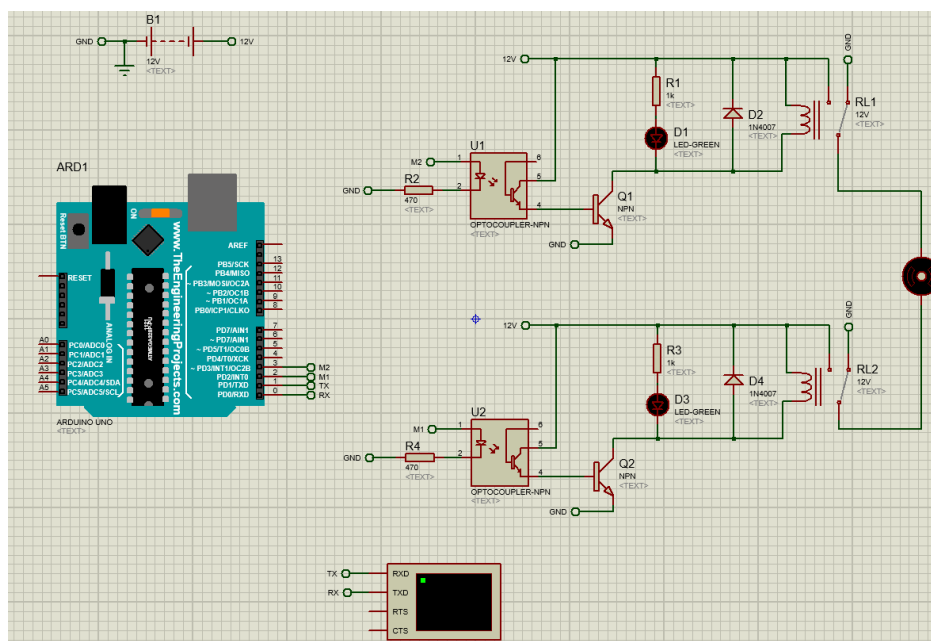 B1
GND
12V
12V
<TEXT>
ARD1
ARDUINO UNO
<TEXT>
Reset BTN
ON
www.TheEngineeringProjects.com
ANALOG IN
RESET
A0
A1
A2
A3
A4
A5
PC0/ADC0
PC1/ADC1
PC2/ADC2
PC3/ADC3
PC4/ADC4/SDA
PC5/ADC5/SCL
AREF
PB5/SCK
13
PB4/MISO
12
~PB3/MOSI/OC2A
11
~ PB2/OC1B
10
~ PB1/OC1A
9
PB0/ICP1/CLKO
8
PD7/AIN1
7
~ PD7/AIN1
6
~ PD5/T1/OC0B
5
PD4/T0/XCK
4
~ PD3/INT1/OC2B
3
M2
PD2/INT0
2
M1
PD1/TXD
1
TX
PD0/RXD
0
RX
12V
R1
1k
<TEXT>
D1
LED-GREEN
<TEXT>
D2
1N4007
<TEXT>
GND
RL1
12V
<TEXT>
U1
M2
1
2
6
5
4
GND
R2
470
<TEXT>
OPTOCOUPLER-NPN
<TEXT>
Q1
NPN
<TEXT>
GND
12V
R3
1k
<TEXT>
D3
LED-GREEN
<TEXT>
D4
1N4007
<TEXT>
GND
RL2
12V
<TEXT>
U2
M1
1
2
6
5
4
GND
R4
470
<TEXT>
OPTOCOUPLER-NPN
<TEXT>
Q2
NPN
<TEXT>
GND
TX
RXD
RX
TXD
RTS
CTS